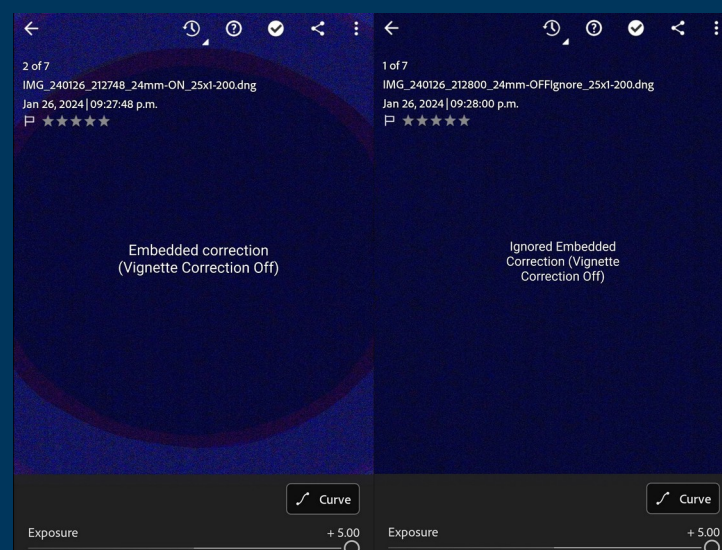 2 of 7
IMG_240126_212748_24mm-ON_25x1-200.dng
Jan 26, 2024 | 09:27:48 p.m.
Embedded correction
(Vignette Correction Off)
Curve
Exposure
+ 5.00
1 of 7
IMG_240126_212800_24mm-OFFIgnore_25x1-200.dng
Jan 26, 2024 | 09:28:00 p.m.
Ignored Embedded
Correction (Vignette
Correction Off)
Curve
Exposure
+ 5.00